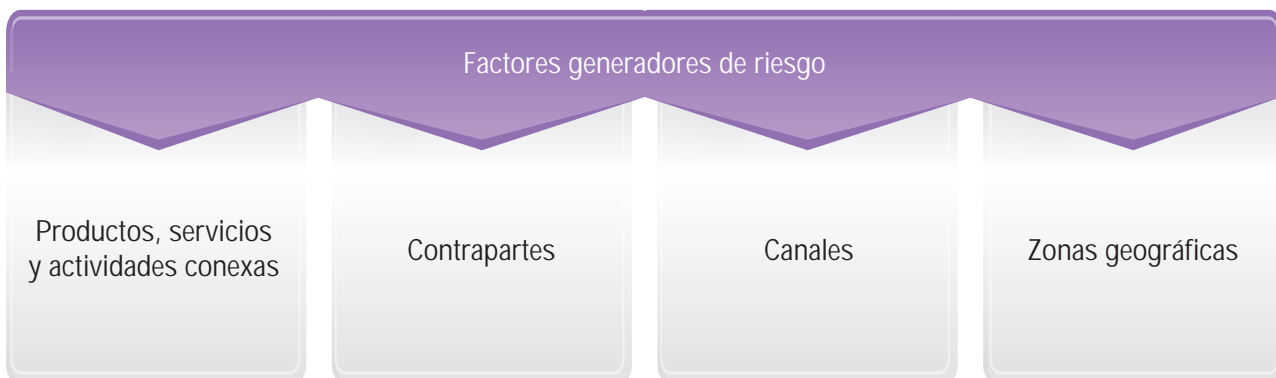 Factores generadores de riesgo
Productos, servicios
y actividades conexas
Contrapartes
Canales
Zonas geográficas